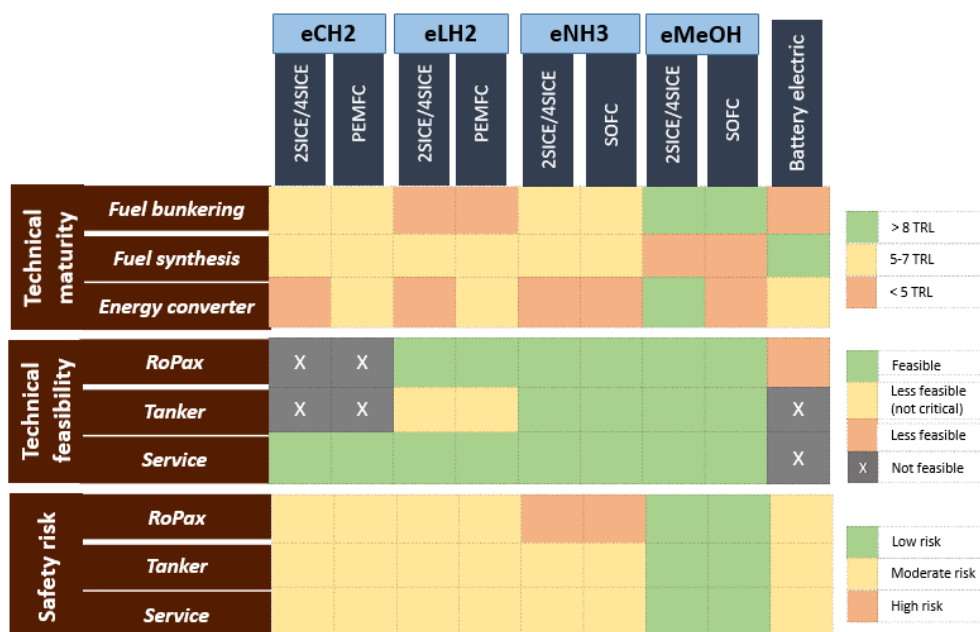 eCH2 eLH2 eNH3 eMeOH
2SICE/4SICE PEMFC 2SICE/4SICE PEMFC 2SICE/4SICE SOFC 2SICE/4SICE SOFC Battery electric
Technical
maturity
Fuel bunkering
Fuel synthesis
Energy converter
> 8 TRL
5-7 TRL
< 5 TRL
Technical
feasibility
RoPax X X
Tanker X X X
Service X
Feasible
Less feasible
(not critical)
Less feasible
X Not feasible
Safety risk
RoPax
Tanker
Service
Low risk
Moderate risk
High risk